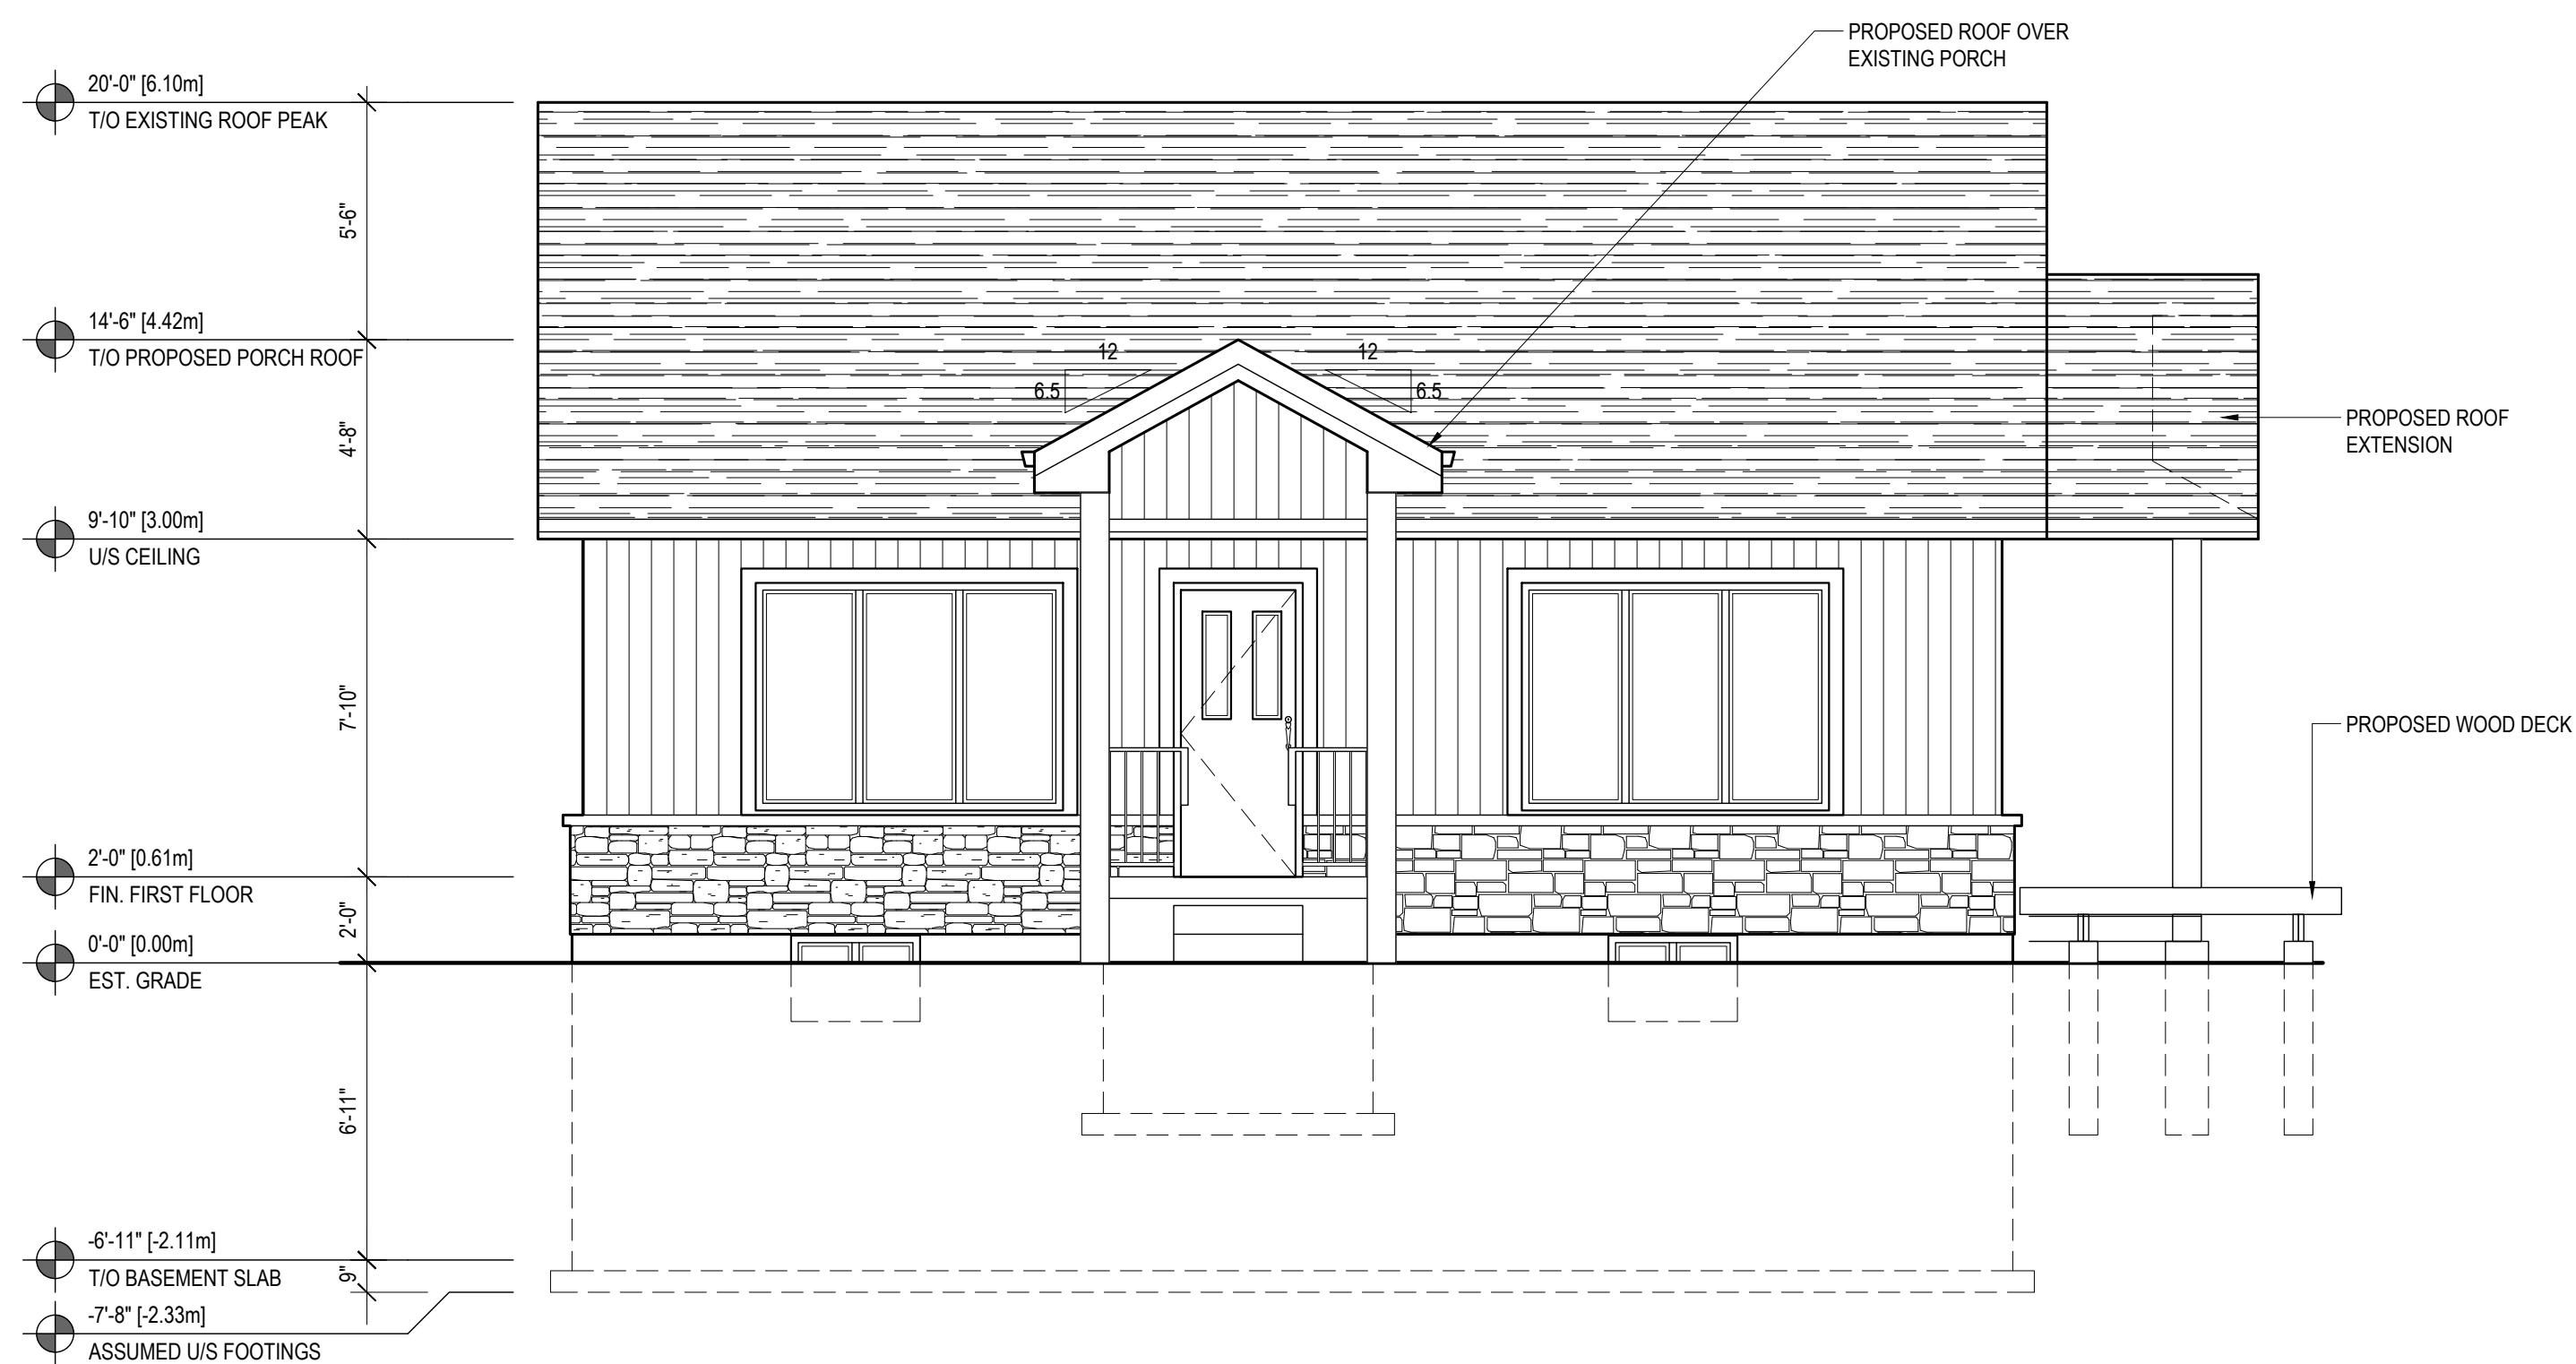 PROPOSED ROOF OVER
EXISTING PORCH
20'-0" [6.10m]
T/O EXISTING ROOF PEAK
5'-6"
14'-6" [4.42m]
T/O PROPOSED PORCH ROOF
12
12
6.5
6.5
4'-8"
PROPOSED ROOF
EXTENSION
9'-10" [3.00m]
U/S CEILING
7'-10"
PROPOSED WOOD DECK
2'-0" [0.61m]
FIN. FIRST FLOOR
2'-0"
0'-0" [0.00m]
EST. GRADE
6'-11"
-6'-11" [-2.11m]
T/O BASEMENT SLAB
9"
-7'-8" [-2.33m]
ASSUMED U/S FOOTINGS